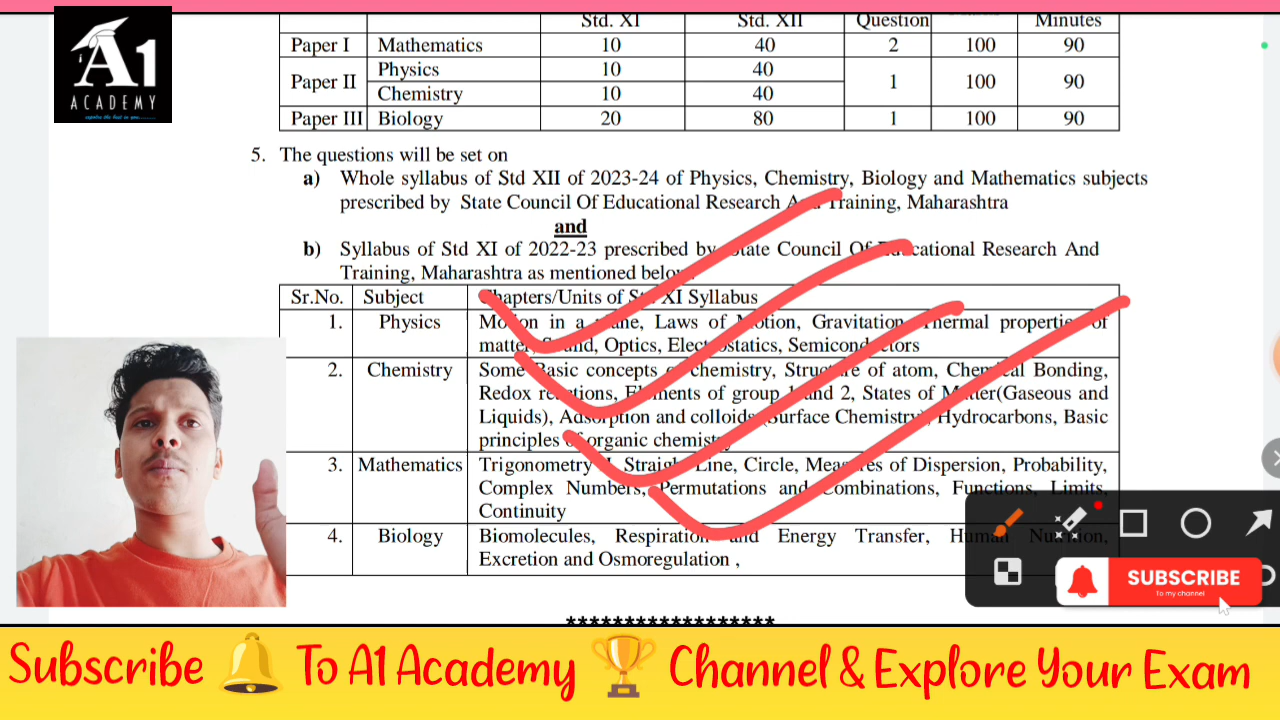 Std. XI Std. XII Question Minutes
A1
ACADEMY
Paper I Mathematics 10 40 2 100 90
Paper II Physics 10 40 1 100 90
Chemistry 10 40
Paper III Biology 20 80 1 100 90
5. The questions will be set on
a) Whole syllabus of Std XII of 2023-24 of Physics, Chemistry, Biology and Mathematics subjects
prescribed by State Council Of Educational Research And Training, Maharashtra
and
b) Syllabus of Std XI of 2022-23 prescribed by State Council Of Educational Research And
Training, Maharashtra as mentioned below
Sr.No. Subject Chapters/Units of Std XI Syllabus
1. Physics Motion in a plane, Laws of Motion, Gravitation, Thermal properties of
matter, Sound, Optics, Electrostatics, Semiconductors
2. Chemistry Some Basic concepts of chemistry, Structure of atom, Chemical Bonding,
Redox reactions, Elements of group 1 and 2, States of Matter(Gaseous and
Liquids), Adsorption and colloids (Surface Chemistry), Hydrocarbons, Basic
principles of organic chemistry
3. Mathematics Trigonometry Straight Line, Circle, Measures of Dispersion, Probability,
Complex Numbers, Permutations and Combinations, Functions, Limits,
Continuity
4. Biology Biomolecules, Respiration and Energy Transfer, Human Nutrition,
Excretion and Osmoregulation ,
SUBSCRIBE
To my channel
******************
Subscribe To A1 Academy Channel & Explore Your Exam